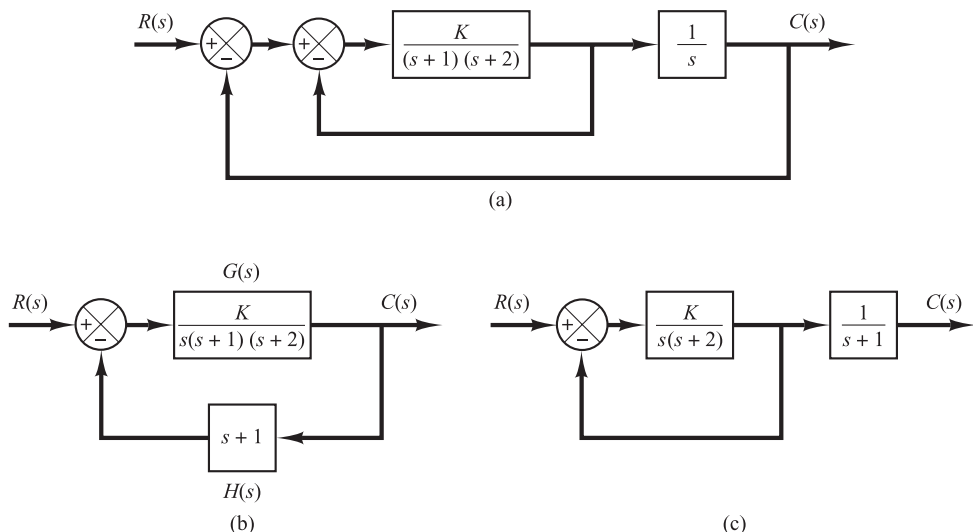 R(s)
+
−
+
−
K
(s + 1) (s + 2)
1
s
C(s)
(a)
G(s)
R(s)
+
−
K
s(s + 1) (s + 2)
C(s)
s + 1
H(s)
(b)
R(s)
+
−
K
s(s + 2)
1
s + 1
C(s)
(c)